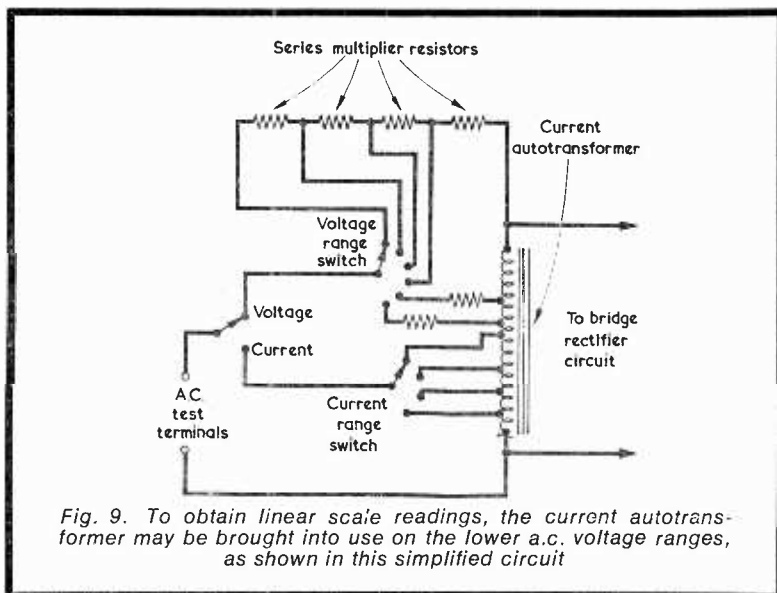 Series multiplier resistors
Current
autotransformer
Voltage
range
switch
Voltage
Current
To bridge
rectifier
circuit
A.C.
test
terminals
Current
range
switch
Fig. 9. To obtain linear scale readings, the current autotrans-
former may be brought into use on the lower a.c. voltage ranges,
as shown in this simplified circuit